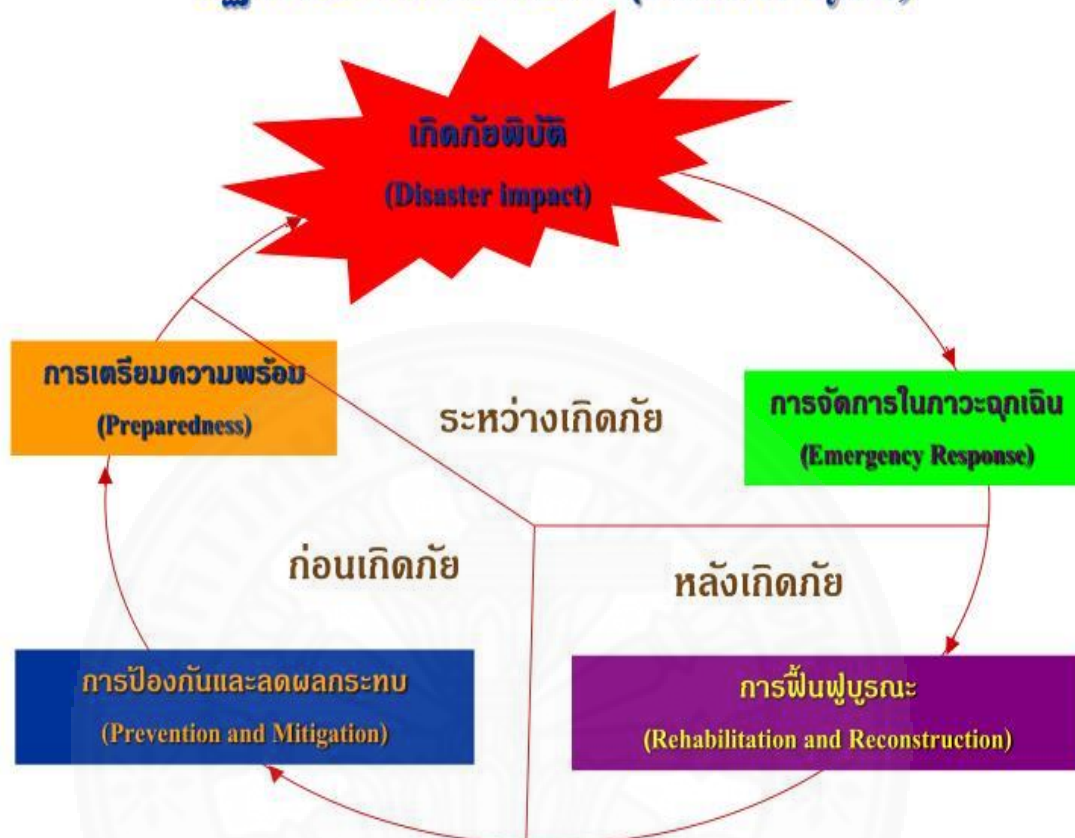 เกิดภัยพิบัติ
(Disaster impact)
การเตรียมความพร้อม
(Preparedness)
ระหว่างเกิดภัย
การจัดการในภาวะฉุกเฉิน
(Emergency Response)
ก่อนเกิดภัย
หลังเกิดภัย
การป้องกันและลดผลกระทบ
(Prevention and Mitigation)
การฟื้นฟูบูรณะ
(Rehabilitation and Reconstruction)